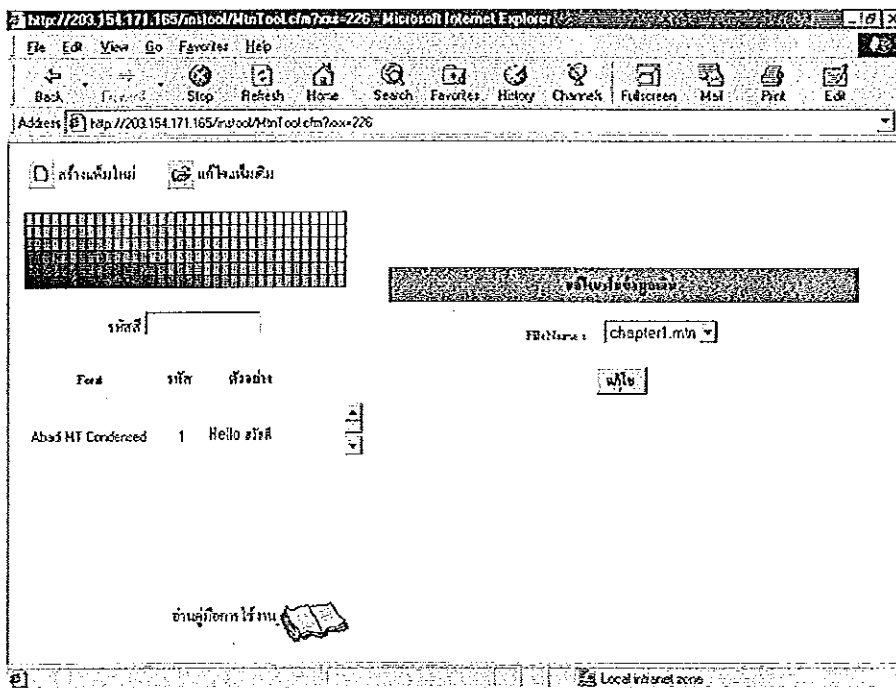 http://203.154.171.165/instool/MtnTool.cfm?xxx=226 - Microsoft Internet Explorer
File Edit View Go Favorites Help
Back Forward Stop Refresh Home Search Favorites History Channels Fullscreen Mail Print Edit
Address http://203.154.171.165/instool/MtnTool.cfm?xxx=226
สร้างแฟ้มใหม่ แก้ไขแฟ้มเดิม
รหัสสี
FileName : chapter1.mtn
Font รหัส ตัวอย่าง
แก้ไข
Abadi MT Condensed 1 Hello สวัสดี
อ่านคู่มือการใช้งาน
Local intranet zone